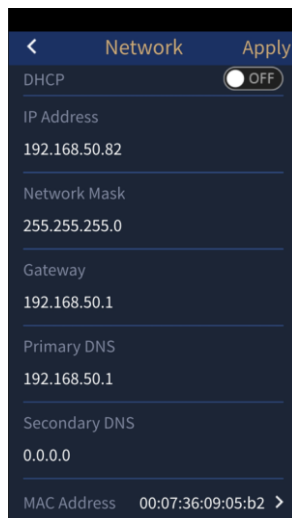 Network Apply
DHCP OFF
IP Address
192.168.50.82
Network Mask
255.255.255.0
Gateway
192.168.50.1
Primary DNS
192.168.50.1
Secondary DNS
0.0.0.0
MAC Address 00:07:36:09:05:b2